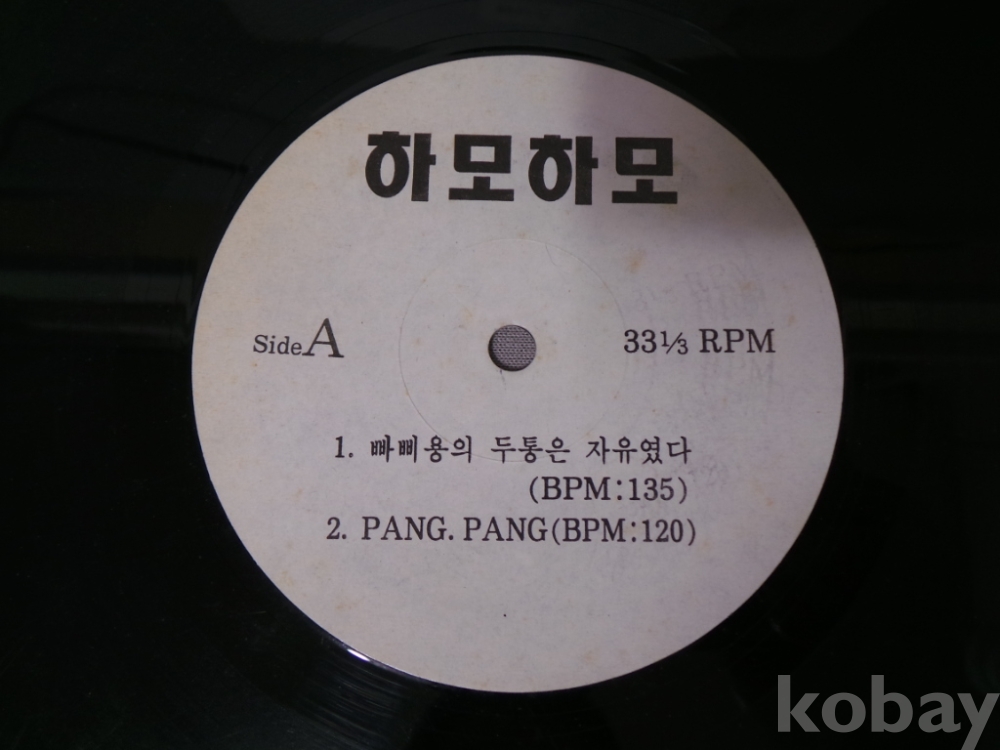 하모하모
Side A
33⅓ RPM
1. 빠삐용의 두통은 자유였다
(BPM:135)
2. PANG. PANG(BPM:120)
kobay